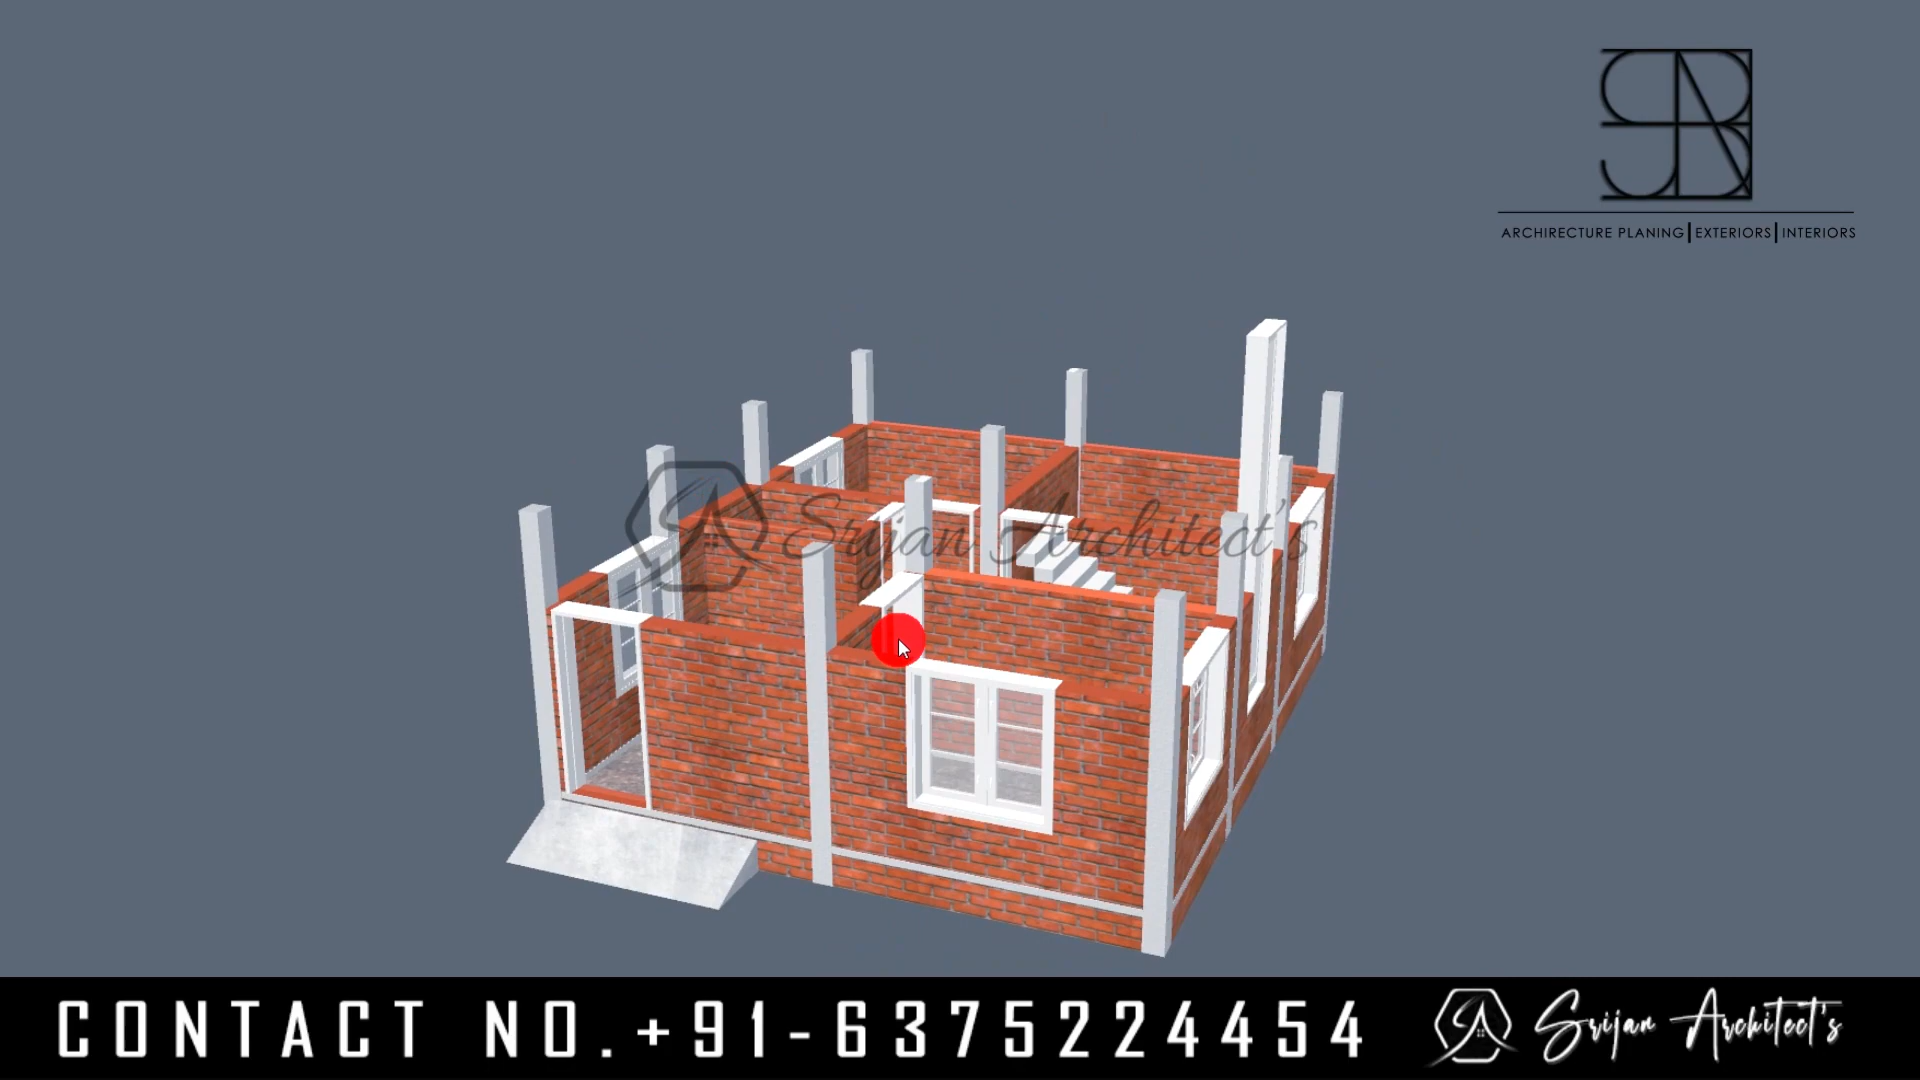 ARCHIRECTURE PLANING|EXTERIORS|INTERIORS
Srijan Architect's
CONTACT NO.+91-6375224454
Srijan Architect's